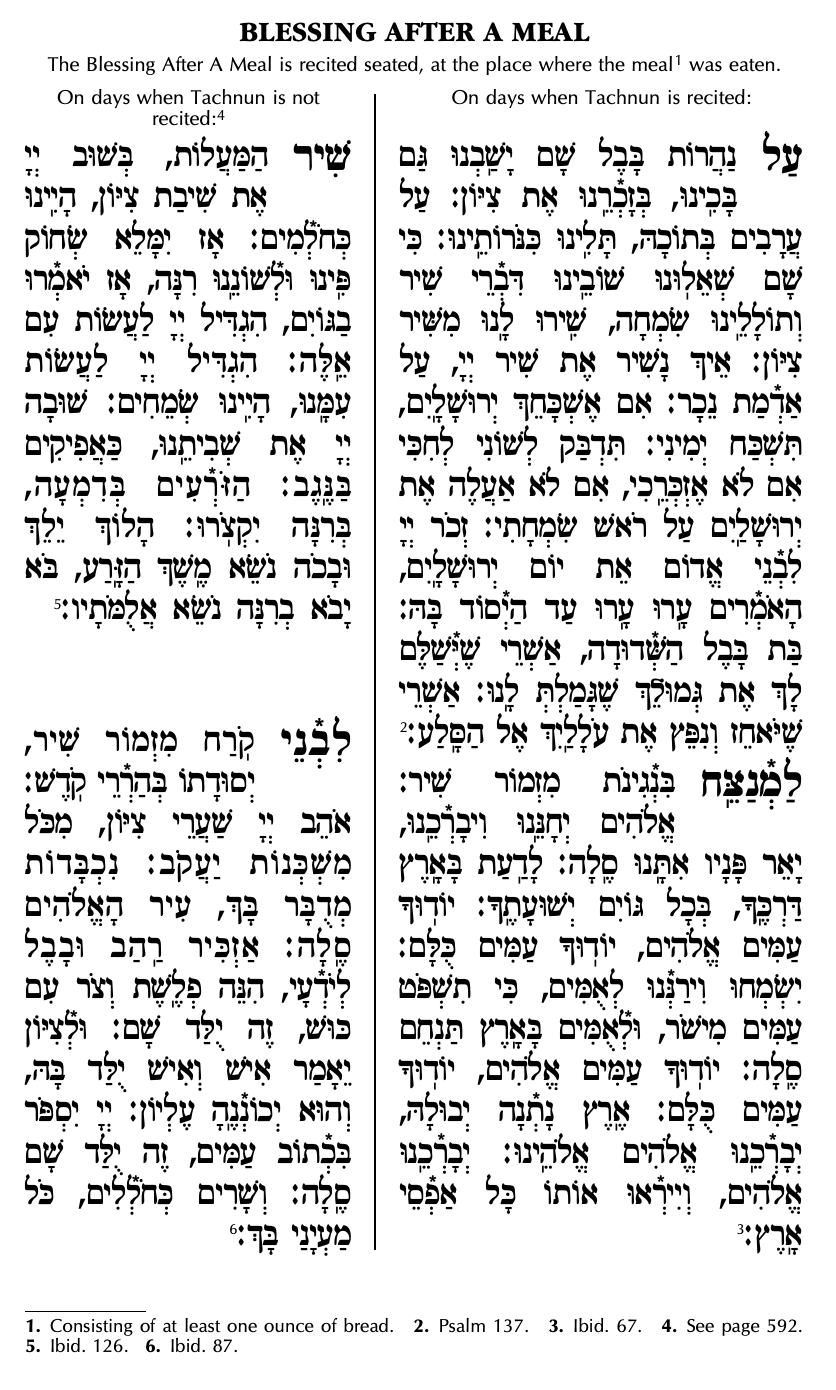 BLESSING AFTER A MEAL
The Blessing After A Meal is recited seated, at the place where the meal¹ was eaten.
On days when Tachnun is recited:
עַל נַהֲרוֹת בָּבֶל שָׁם יָשַׁבְנוּ גַּם
בָּכִינוּ, בְּזָכְרֵנוּ אֶת צִיּוֹן: עַל
עֲרָבִים בְּתוֹכָהּ, תָּלִינוּ כִּנֹּרוֹתֵינוּ: כִּי
שָׁם שְׁאֵלוּנוּ שׁוֹבֵינוּ דִּבְרֵי שִׁיר
וְתוֹלָלֵינוּ שִׂמְחָה, שִׁירוּ לָנוּ מִשִּׁיר
צִיּוֹן: אֵיךְ נָשִׁיר אֶת שִׁיר יְיָ, עַל
אַדְמַת נֵכָר: אִם אֶשְׁכָּחֵךְ יְרוּשָׁלָיִם,
תִּשְׁכַּח יְמִינִי: תִּדְבַּק לְשׁוֹנִי לְחִכִּי
אִם לֹא אֶזְכְּרֵכִי, אִם לֹא אַעֲלֶה אֶת
יְרוּשָׁלַיִם עַל רֹאשׁ שִׂמְחָתִי: זְכֹר יְיָ
לִבְנֵי אֱדוֹם אֵת יוֹם יְרוּשָׁלָיִם,
הָאֹמְרִים עָרוּ עָרוּ עַד הַיְסוֹד בָּהּ:
בַּת בָּבֶל הַשְּׁדוּדָה, אַשְׁרֵי שֶׁיְּשַׁלֶּם
לָךְ אֶת גְּמוּלֵךְ שֶׁגָּמַלְתְּ לָנוּ: אַשְׁרֵי
שֶׁיֹּאחֵז וְנִפֵּץ אֶת עֹלָלַיִךְ אֶל הַסָּלַע:²
לַמְנַצֵּחַ בִּנְגִינֹת מִזְמוֹר שִׁיר:
אֱלֹהִים יְחָנֵּנוּ וִיבָרְכֵנוּ,
יָאֵר פָּנָיו אִתָּנוּ סֶלָה: לָדַעַת בָּאָרֶץ
דַּרְכֶּךָ, בְּכָל גּוֹיִם יְשׁוּעָתֶךָ: יוֹדוּךָ
עַמִּים אֱלֹהִים, יוֹדוּךָ עַמִּים כֻּלָּם:
יִשְׂמְחוּ וִירַנְּנוּ לְאֻמִּים, כִּי תִשְׁפֹּט
עַמִּים מִישֹׁר, וּלְאֻמִּים בָּאָרֶץ תַּנְחֵם
סֶלָה: יוֹדוּךָ עַמִּים אֱלֹהִים, יוֹדוּךָ
עַמִּים כֻּלָּם: אֶרֶץ נָתְנָה יְבוּלָהּ,
יְבָרְכֵנוּ אֱלֹהִים אֱלֹהֵינוּ: יְבָרְכֵנוּ
אֱלֹהִים, וְיִירְאוּ אוֹתוֹ כָּל אַפְסֵי
אָרֶץ:³
On days when Tachnun is not
recited:⁴
שִׁיר הַמַּעֲלוֹת, בְּשׁוּב יְיָ
אֶת שִׁיבַת צִיּוֹן, הָיִינוּ
כְּחֹלְמִים: אָז יִמָּלֵא שְׂחוֹק
פִּינוּ וּלְשׁוֹנֵנוּ רִנָּה, אָז יֹאמְרוּ
בַגּוֹיִם, הִגְדִּיל יְיָ לַעֲשׂוֹת עִם
אֵלֶּה: הִגְדִּיל יְיָ לַעֲשׂוֹת
עִמָּנוּ, הָיִינוּ שְׂמֵחִים: שׁוּבָה
יְיָ אֶת שְׁבִיתֵנוּ, כַּאֲפִיקִים
בַּנֶּגֶב: הַזֹּרְעִים בְּדִמְעָה,
בְּרִנָּה יִקְצֹרוּ: הָלוֹךְ יֵלֵךְ
וּבָכֹה נֹשֵׂא מֶשֶׁךְ הַזָּרַע, בֹּא
יָבֹא בְרִנָּה נֹשֵׂא אֲלֻמֹּתָיו:⁵
לִבְנֵי קֹרַח מִזְמוֹר שִׁיר,
יְסוּדָתוֹ בְּהַרְרֵי קֹדֶשׁ:
אֹהֵב יְיָ שַׁעֲרֵי צִיּוֹן, מִכֹּל
מִשְׁכְּנוֹת יַעֲקֹב: נִכְבָּדוֹת
מְדֻבָּר בָּךְ, עִיר הָאֱלֹהִים
סֶלָה: אַזְכִּיר רַהַב וּבָבֶל
לְיֹדְעָי, הִנֵּה פְלֶשֶׁת וְצֹר עִם
כּוּשׁ, זֶה יֻלַּד שָׁם: וּלְצִיּוֹן
יֵאָמַר אִישׁ וְאִישׁ יֻלַּד בָּהּ,
וְהוּא יְכוֹנְנֶהָ עֶלְיוֹן: יְיָ יִסְפֹּר
בִּכְתוֹב עַמִּים, זֶה יֻלַּד שָׁם
סֶלָה: וְשָׁרִים כְּחֹלְלִים, כֹּל
מַעְיָנַי בָּךְ:⁶
1. Consisting of at least one ounce of bread. 2. Psalm 137. 3. Ibid. 67. 4. See page 592.
5. Ibid. 126. 6. Ibid. 87.